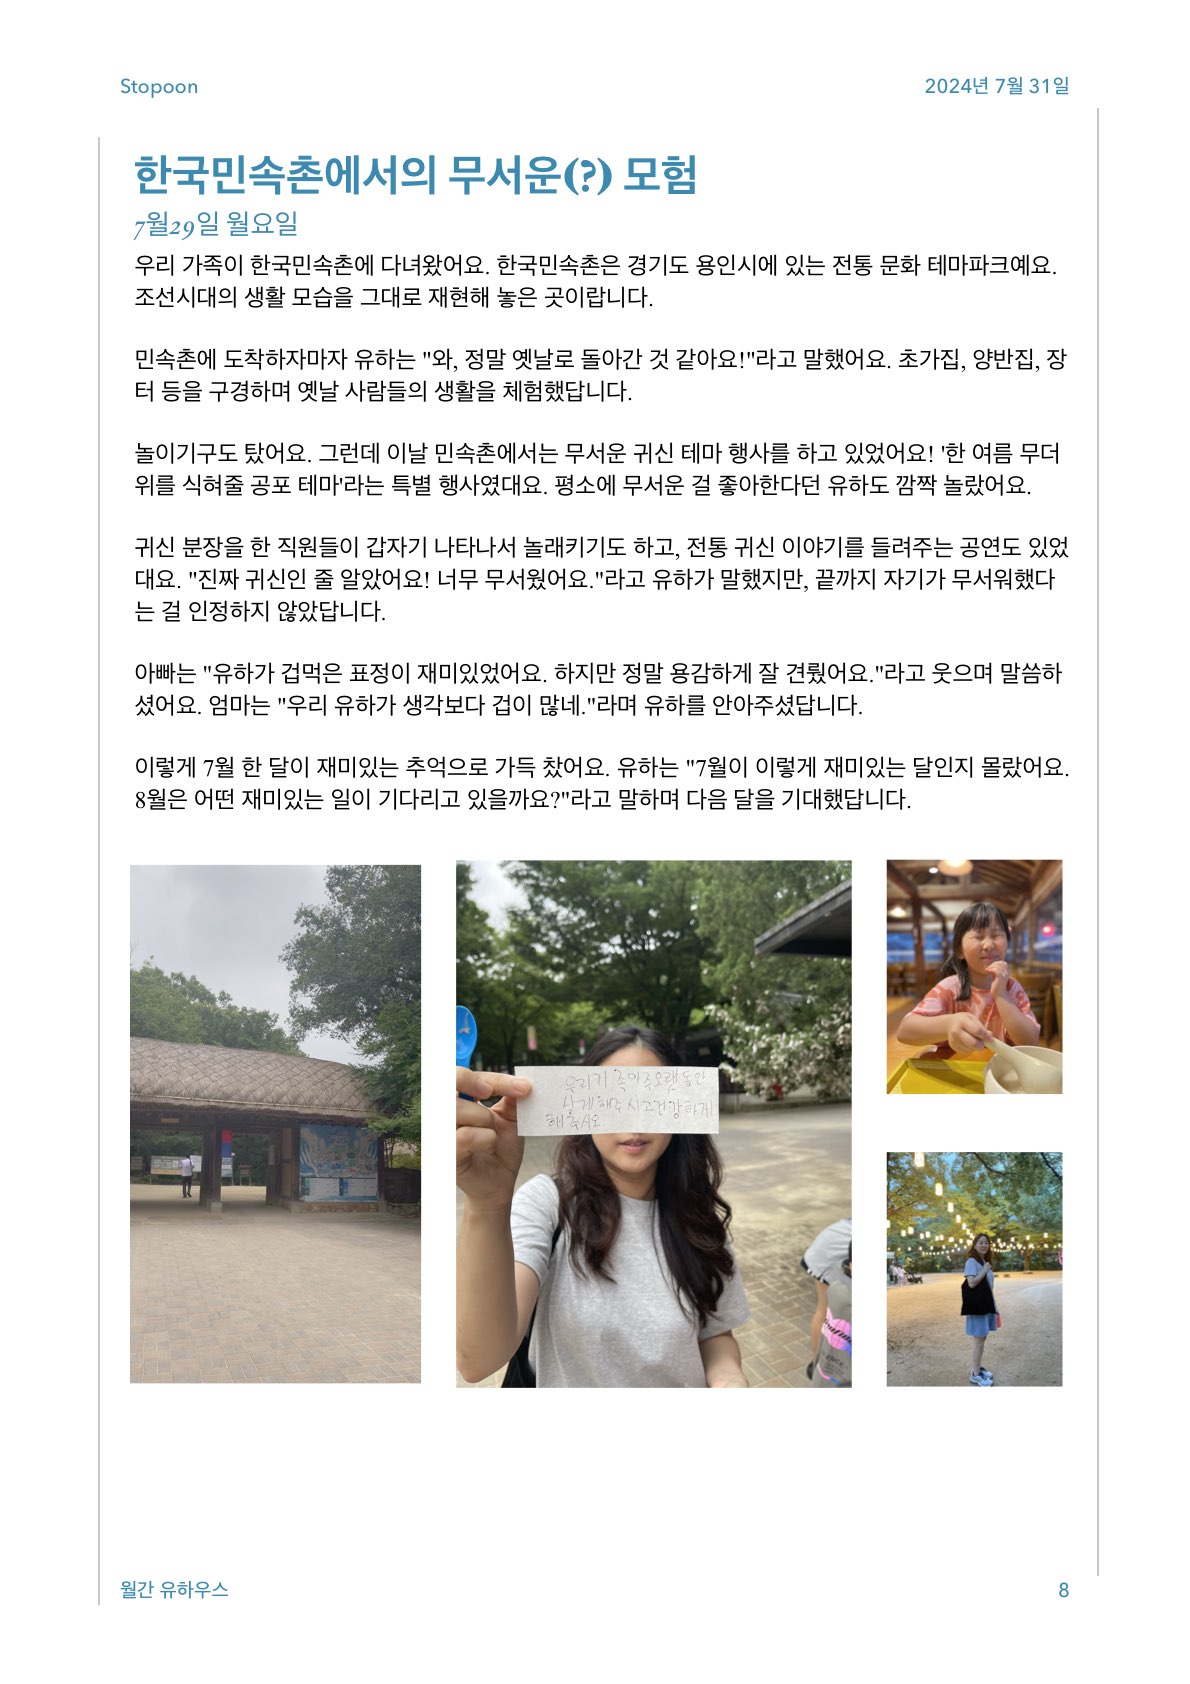 Stopoon
2024년 7월 31일
한국민속촌에서의 무서운(?) 모험
7월29일 월요일
우리 가족이 한국민속촌에 다녀왔어요. 한국민속촌은 경기도 용인시에 있는 전통 문화 테마파크예요.
조선시대의 생활 모습을 그대로 재현해 놓은 곳이랍니다.
민속촌에 도착하자마자 유하는 "와, 정말 옛날로 돌아간 것 같아요!"라고 말했어요. 초가집, 양반집, 장
터 등을 구경하며 옛날 사람들의 생활을 체험했답니다.
놀이기구도 탔어요. 그런데 이날 민속촌에서는 무서운 귀신 테마 행사를 하고 있었어요! '한 여름 무더
위를 식혀줄 공포 테마'라는 특별 행사였대요. 평소에 무서운 걸 좋아한다던 유하도 깜짝 놀랐어요.
귀신 분장을 한 직원들이 갑자기 나타나서 놀래키기도 하고, 전통 귀신 이야기를 들려주는 공연도 있었
대요. "진짜 귀신인 줄 알았어요! 너무 무서웠어요."라고 유하가 말했지만, 끝까지 자기가 무서워했다
는 걸 인정하지 않았답니다.
아빠는 "유하가 겁먹은 표정이 재미있었어요. 하지만 정말 용감하게 잘 견뤘어요."라고 웃으며 말씀하
셨어요. 엄마는 "우리 유하가 생각보다 겁이 많네."라며 유하를 안아주셨답니다.
이렇게 7월 한 달이 재미있는 추억으로 가득 찼어요. 유하는 "7월이 이렇게 재미있는 달인지 몰랐어요.
8월은 어떤 재미있는 일이 기다리고 있을까요?"라고 말하며 다음 달을 기대했답니다.
우리가 족아주오랫동안
사게해주시고건강하게
해죽시오
월간 유하우스
8